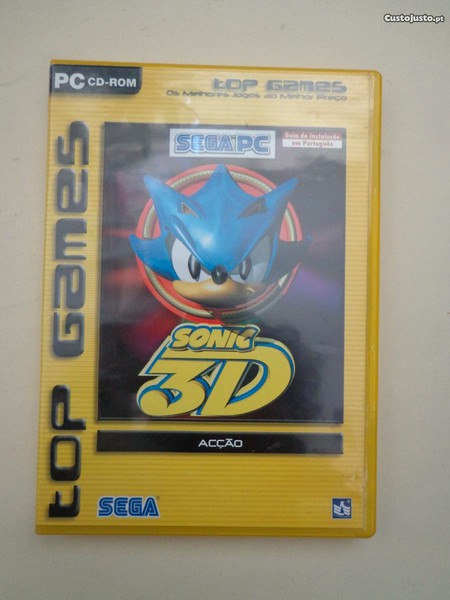 CustoJusto.pt
PC CD-ROM
TOP GAMES
Os Melhores Jogos ao Melhor Preço
TOP GAMES
SEGA PC
Guia de Instalação
em Português
SONIC
3D
ACÇÃO
SEGA